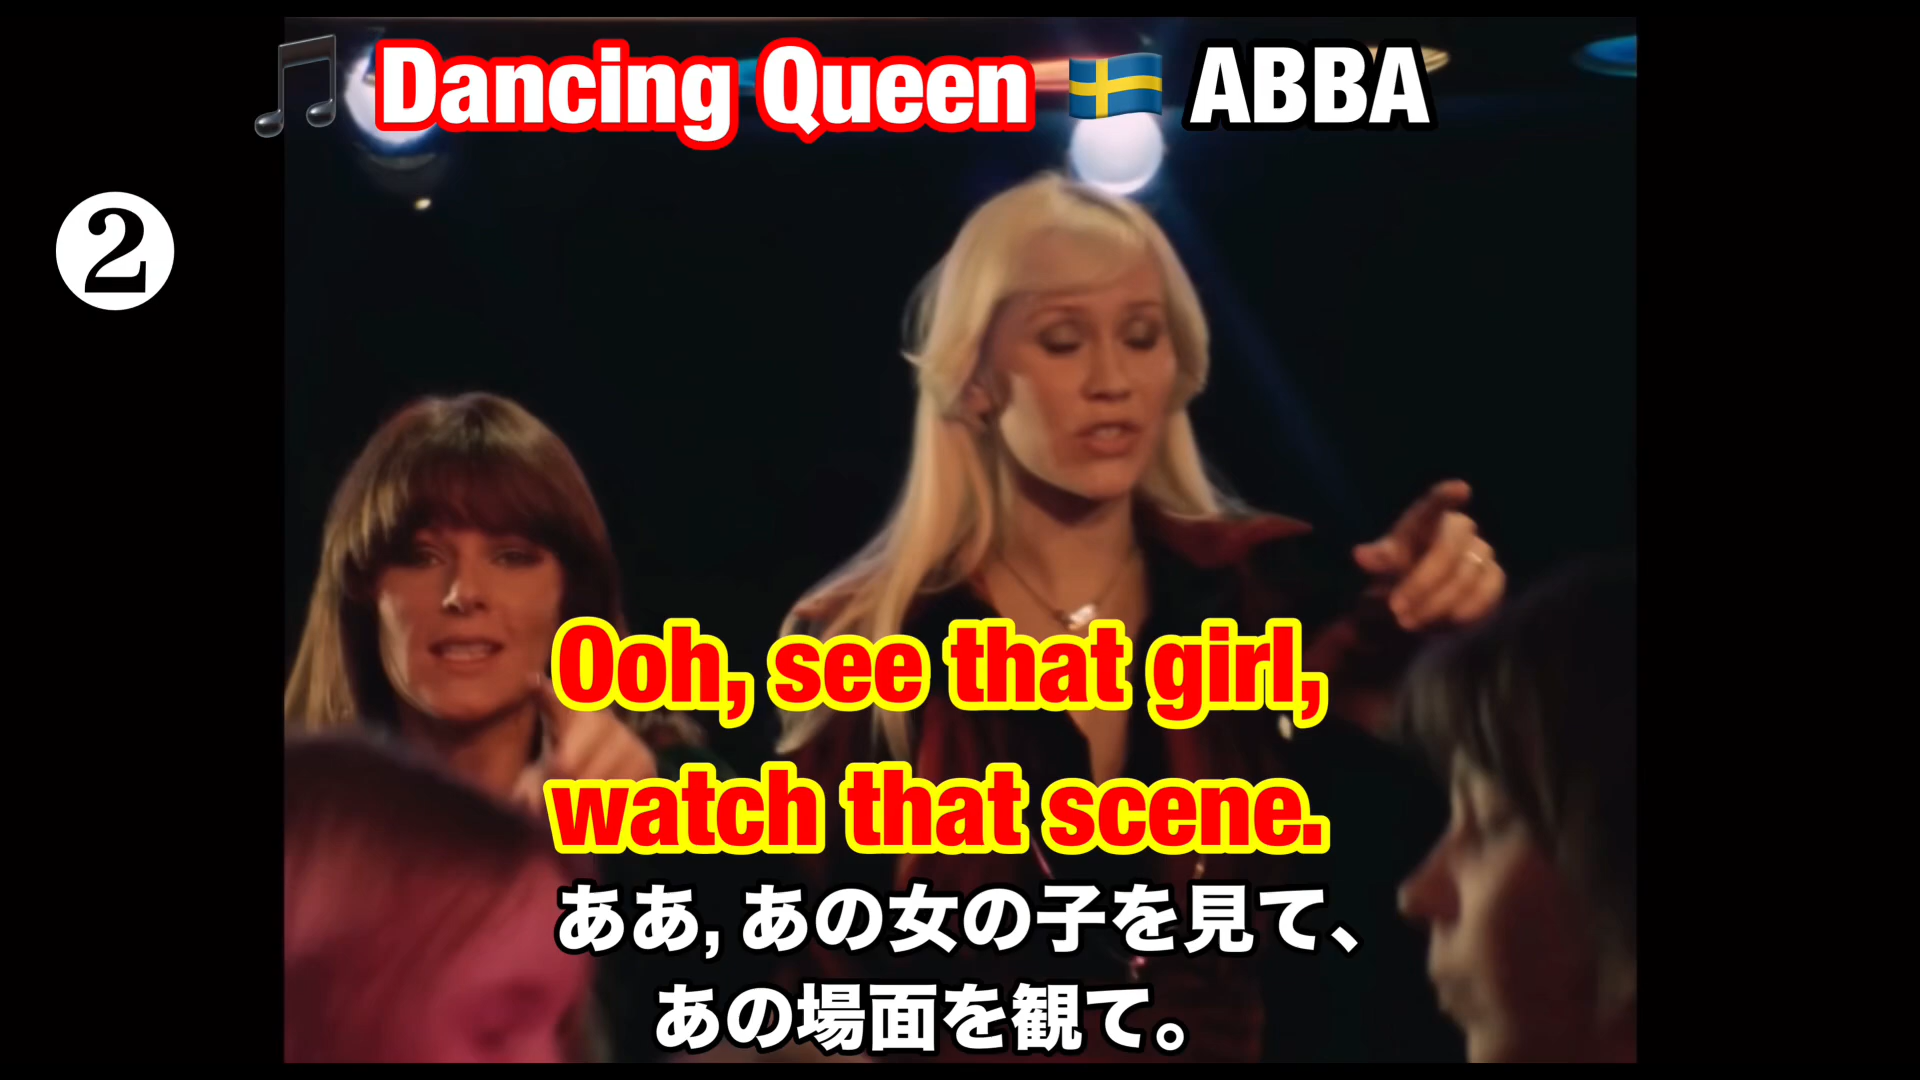 🎵 Dancing Queen 🇸🇪 ABBA
❷
Ooh, see that girl,
watch that scene.
ああ, あの女の子を見て、
あの場面を観て。